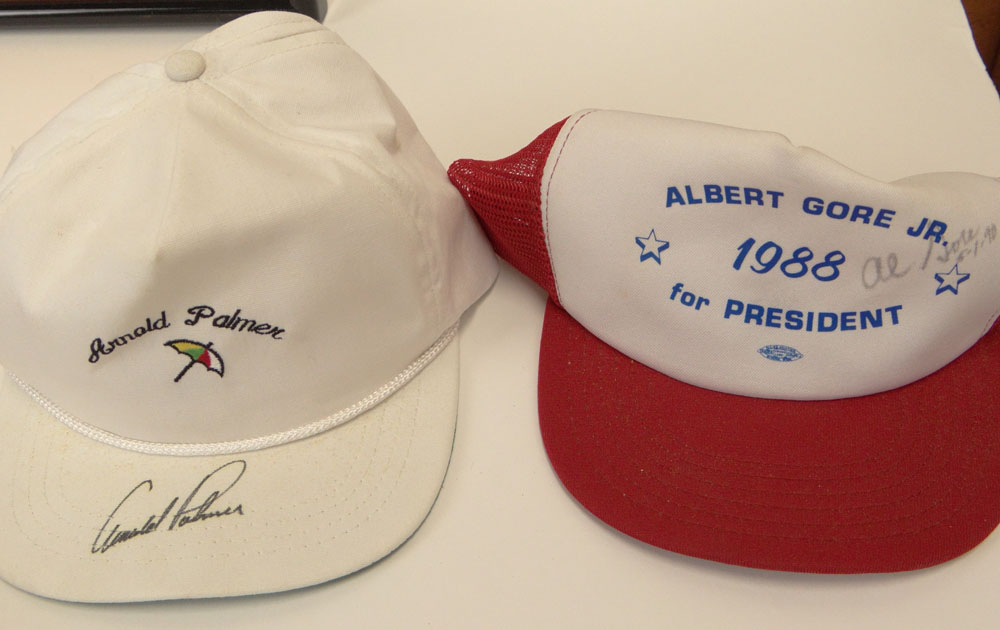 Arnold Palmer
Arnold Palmer
ALBERT GORE JR.
1988
for PRESIDENT
Al Gore